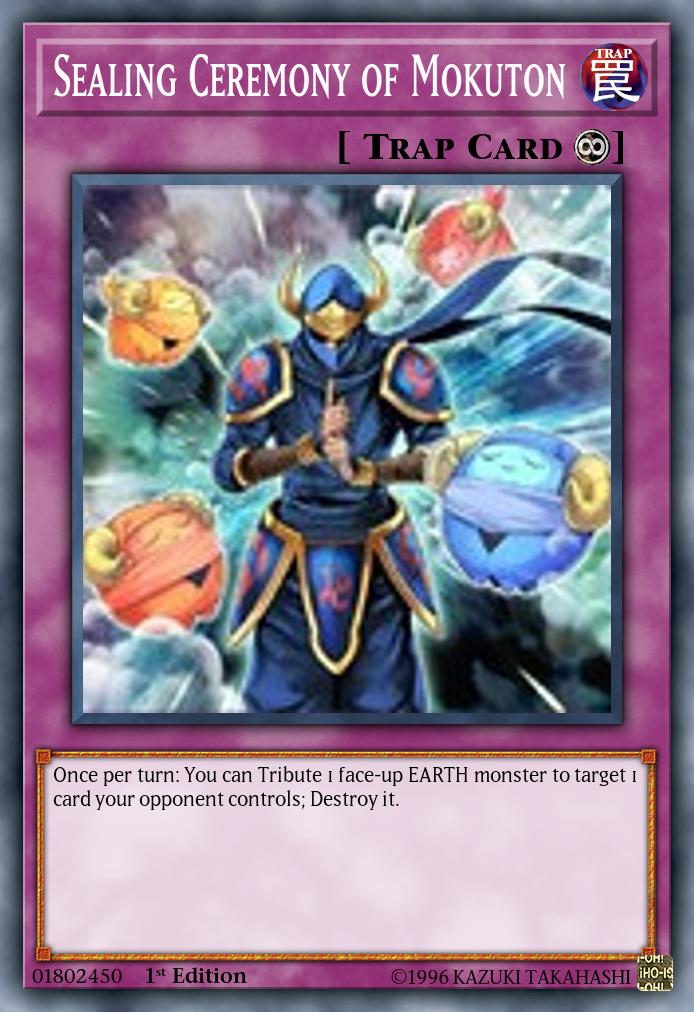 Sealing Ceremony of Mokuton
TRAP
罠
[ Trap Card ]
Once per turn: You can Tribute 1 face-up EARTH monster to target 1
card your opponent controls; Destroy it.
01802450 1st Edition ©1996 KAZUKI TAKAHASHI